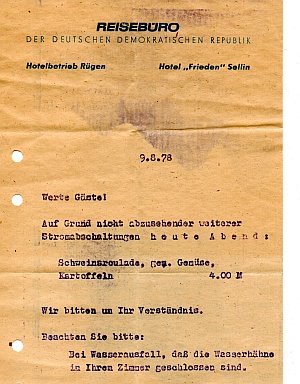 REISEBÜRO
DER DEUTSCHEN DEMOKRATISCHEN REPUBLIK
Hotelbetrieb Rügen Hotel „Frieden" Sellin
9.8.78
Werte Gäste!
Auf Grund nicht abzusehender weiterer
Stromabschaltungen h e u t e A b e n d :
Schweinsroulade, gem. Gemüse,
Kartoffeln 4.00 M
Wir bitten um Ihr Verständnis.
Beachten Sie bitte:
Bei Wasserausfall, daß die Wasserhähne
in Ihren Zimmer geschlossen sind.